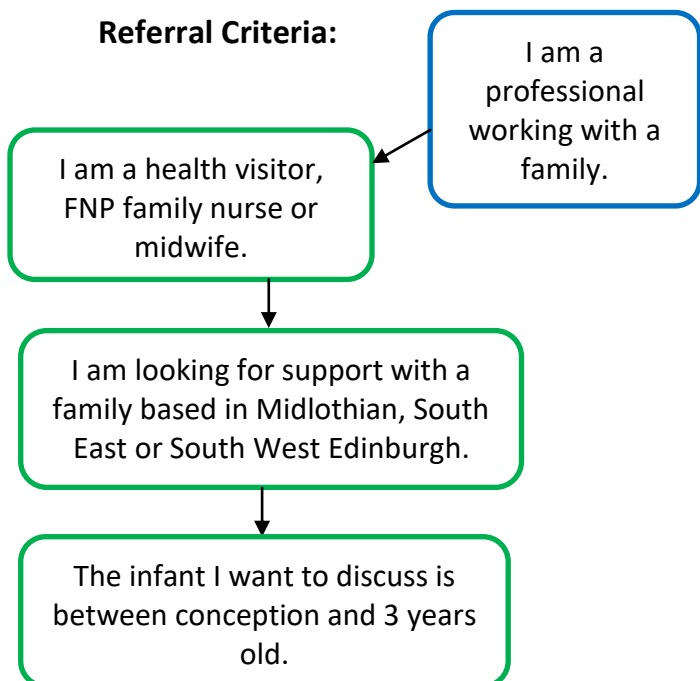 Referral Criteria:
I am a
professional
working with a
family.
I am a health visitor,
FNP family nurse or
midwife.
I am looking for support with a
family based in Midlothian, South
East or South West Edinburgh.
The infant I want to discuss is
between conception and 3 years
old.